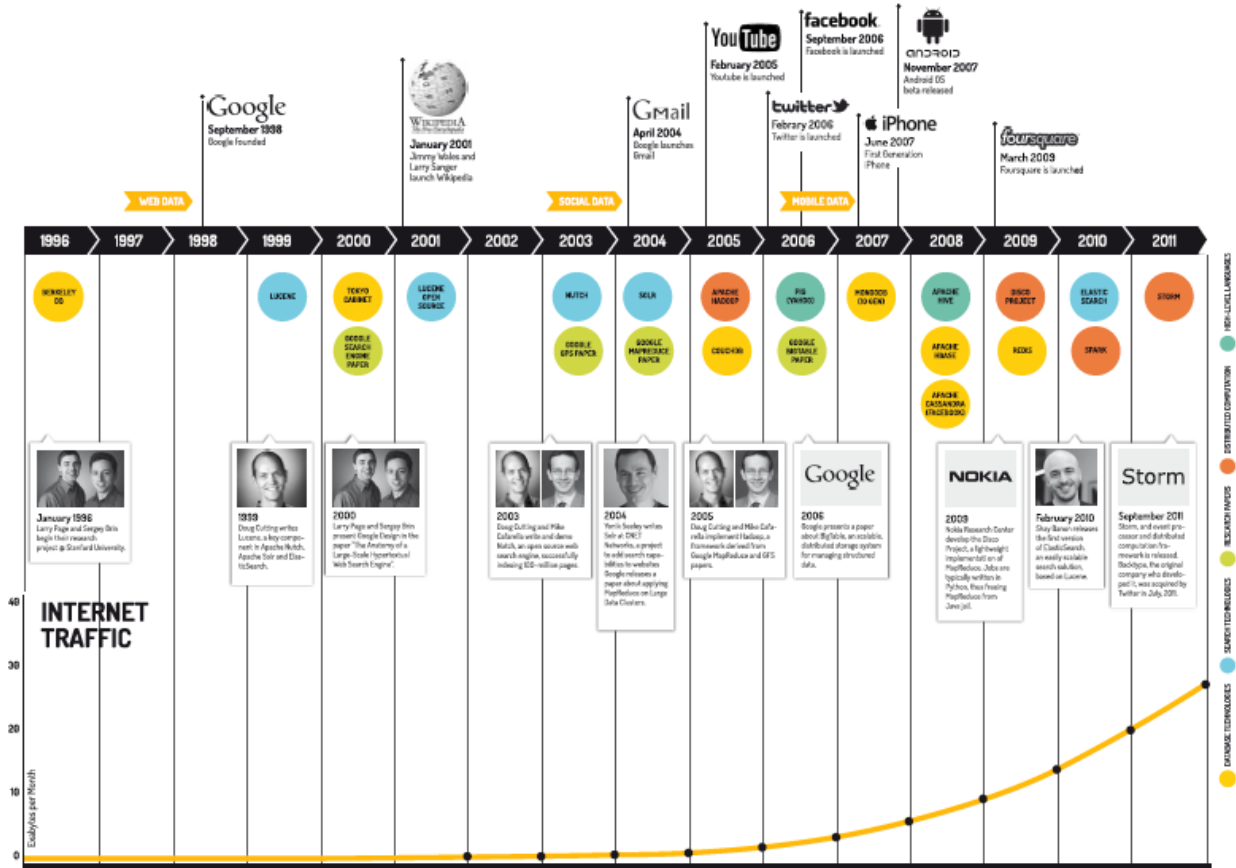 YouTube
February 2005
Youtube is launched
facebook
September 2006
Facebook is launched
ANDROID
November 2007
Android OS
beta released
Google
September 1998
Google founded
WIKIPEDIA
The Free Encyclopedia
January 2001
Jimmy Wales and
Larry Sanger
launch Wikipedia
GMail
April 2004
Google launches
Gmail
twitter
Febrary 2006
Twitter is launched
iPhone
June 2007
First Generation
iPhone
foursquare
March 2009
Foursquare is launched
WEB DATA
SOCIAL DATA
MOBILE DATA
1996 1997 1998 1999 2000 2001 2002 2003 2004 2005 2006 2007 2008 2009 2010 2011
BERKELEY
DB
LUCENE
TOKYO
CABINET
LUCENE
OPEN
SOURCE
NUTCH
SOLR
APACHE
HADOOP
PIG
(YAHOO)
MONGODB
(10 GEN)
APACHE
HIVE
DISCO
PROJECT
ELASTIC
SEARCH
STORM
GOOGLE
SEARCH
ENGINE
PAPER
GOOGLE
GFS PAPER
GOOGLE
MAPREDUCE
PAPER
COUCHDB
GOOGLE
BIGTABLE
PAPER
APACHE
HBASE
REDIS
SPARK
APACHE
CASSANDRA
(FACEBOOK)
January 1996
Larry Page and Sergey Brin
begin their research
project @ Stanford University.
1999
Doug Cutting writes
Lucene, a key compo-
nent in Apache Nutch,
Apache Solr and Elas-
ticSearch.
2000
Larry Page and Sergey Brin
present Google Design in the
paper "The Anatomy of a
Large-Scale Hypertextual
Web Search Engine".
2003
Doug Cutting and Mike
Cafarella write and demo
Nutch, an open source web
search engine, successfully
indexing 100-million pages.
2004
Yonik Seeley writes
Solr at CNET
Networks, a project
to add search capa-
bilities to websites
Google releases a
paper about applying
MapReduce on Large
Data Clusters.
2005
Doug Cutting and Mike Cafa-
rella implement Hadoop, a
framework derived from
Google MapReduce and GFS
papers.
Google
2006
Google presents a paper
about BigTable, an scalable,
distributed storage system
for managing structured
data.
NOKIA
2009
Nokia Research Center
develop the Disco
Project, a lightweight
implementation of
MapReduce. Jobs are
typically written in
Python, thus freeing
MapReduce from
Java jail.
February 2010
Shay Banon releases
the first version
of ElasticSearch,
an easily scalable
search solution,
based on Lucene.
Storm
September 2011
Storm, and event pro-
cessor and distributed
computation fra-
mework is released.
Backtype, the original
company who develo-
ped it, was acquired by
Twitter in July, 2011.
HIGH-LEVEL LANGUAGES
DISTRIBUTED COMPUTATION
RESEARCH PAPERS
SEARCH TECHNOLOGIES
DATABASE TECHNOLOGIES
INTERNET
TRAFFIC
40
30
20
10
0
Exabytes per Month